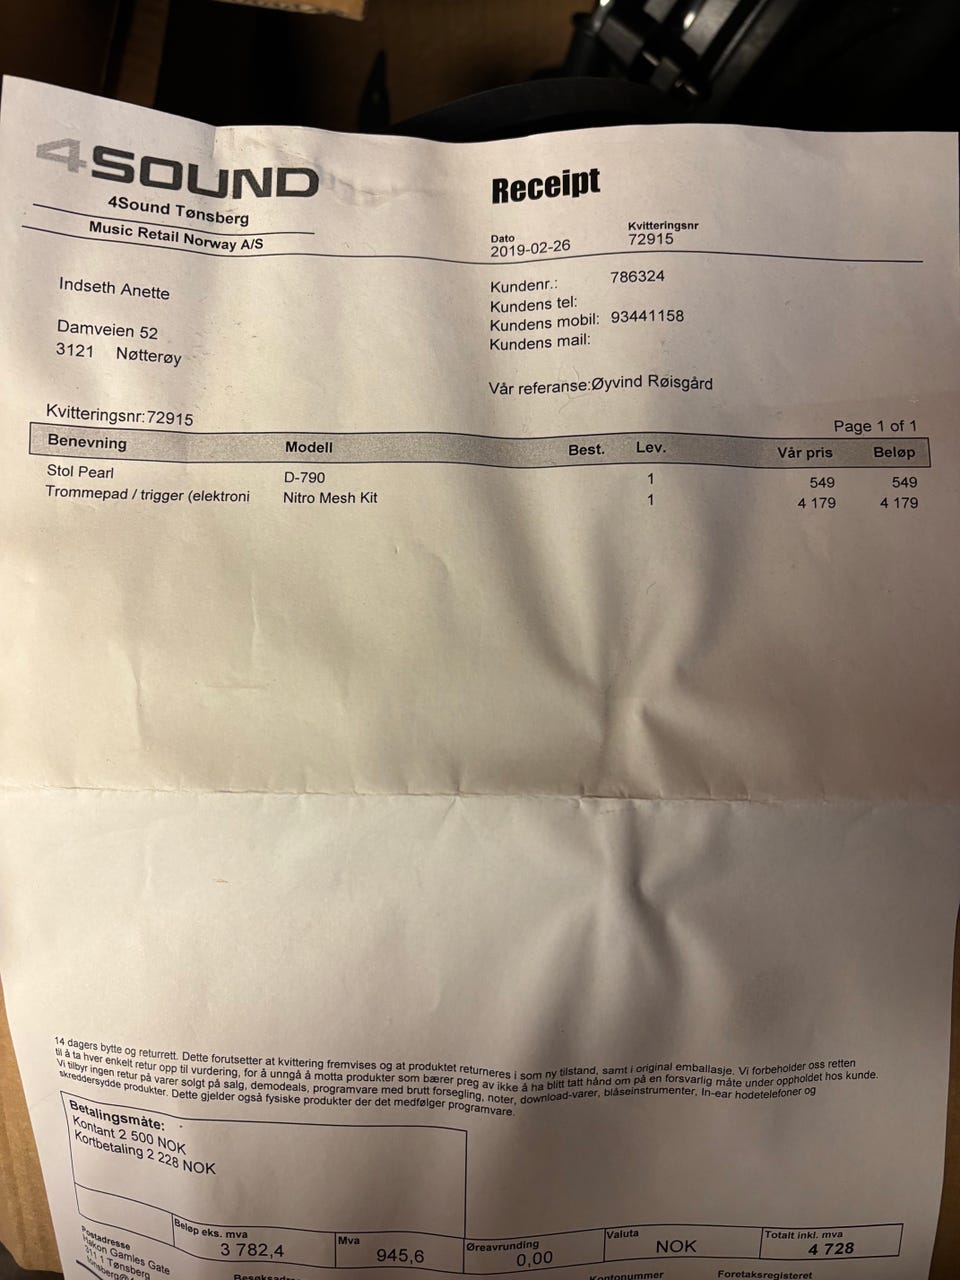 4SOUND
4Sound Tønsberg
Music Retail Norway A/S
Receipt
Dato
2019-02-26
Kvitteringsnr
72915
Indseth Anette
Damveien 52
3121 Nøtterøy
Kundenr.: 786324
Kundens tel:
Kundens mobil: 93441158
Kundens mail:
Vår referanse:Øyvind Røisgård
Kvitteringsnr:72915
Page 1 of 1
Benevning Modell Best. Lev. Vår pris Beløp
Stol Pearl D-790 1 549 549
Trommepad / trigger (elektroni Nitro Mesh Kit 1 4 179 4 179
14 dagers bytte og returrett. Dette forutsetter at kvittering fremvises og at produktet returneres i som ny tilstand, samt i original emballasje. Vi forbeholder oss retten
til å ta hver enkelt retur opp til vurdering, for å unngå å motta produkter som bærer preg av ikke å ha blitt tatt hånd om på en forsvarlig måte under oppholdet hos kunde.
Vi tilbyr ingen retur på varer solgt på salg, demodeals, programvare med brutt forsegling, noter, download-varer, blåseinstrumenter, In-ear hodetelefoner og
skreddersydde produkter. Dette gjelder også fysiske produkter der det medfølger programvare.
Betalingsmåte:
Kontant 2 500 NOK
Kortbetaling 2 228 NOK
Beløp eks. mva
3 782,4
Mva
945,6
Øreavrunding
0,00
Valuta
NOK
Totalt inkl. mva
4 728
Postadresse
Håkon Gamles Gate
3111 Tønsberg
Kontonummer
Foretaksregisteret